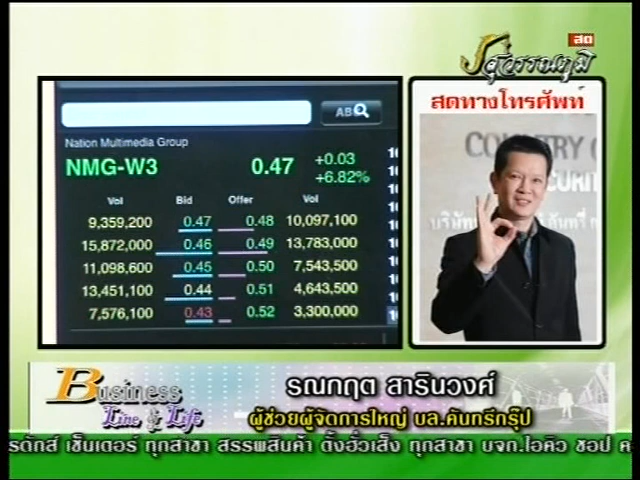 สด
สุวรรณภูมิ
ABC
Nation Multimedia Group
NMG-W3 0.47 +0.03
+6.82%
Vol Bid Offer Vol
9,359,200 0.47 0.48 10,097,100
15,872,000 0.46 0.49 13,783,000
11,098,600 0.45 0.50 7,543,500
13,451,100 0.44 0.51 4,643,500
7,576,100 0.43 0.52 3,300,000
สดทางโทรศัพท์
COUNTRY
CURIT
บริษัท
Business
Line & Life
รณกฤต สารินวงศ์
ผู้ช่วยผู้จัดการใหญ่ บล.คันทรีกรุ๊ป
รดักส์ เซ็นเตอร์ ทุกสาขา สรรพสินค้า ตั้งฮั่วเส็ง ทุกสาขา บจก.ไอคิว ชอป ค